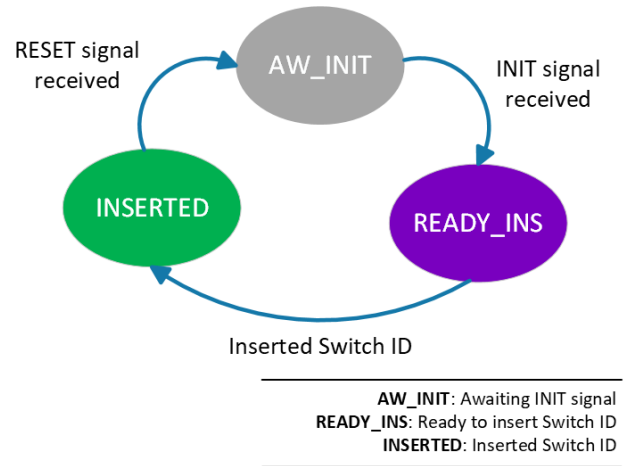 RESET signal
received
AW_INIT
INIT signal
received
INSERTED
READY_INS
Inserted Switch ID
AW_INIT: Awaiting INIT signal
READY_INS: Ready to insert Switch ID
INSERTED: Inserted Switch ID